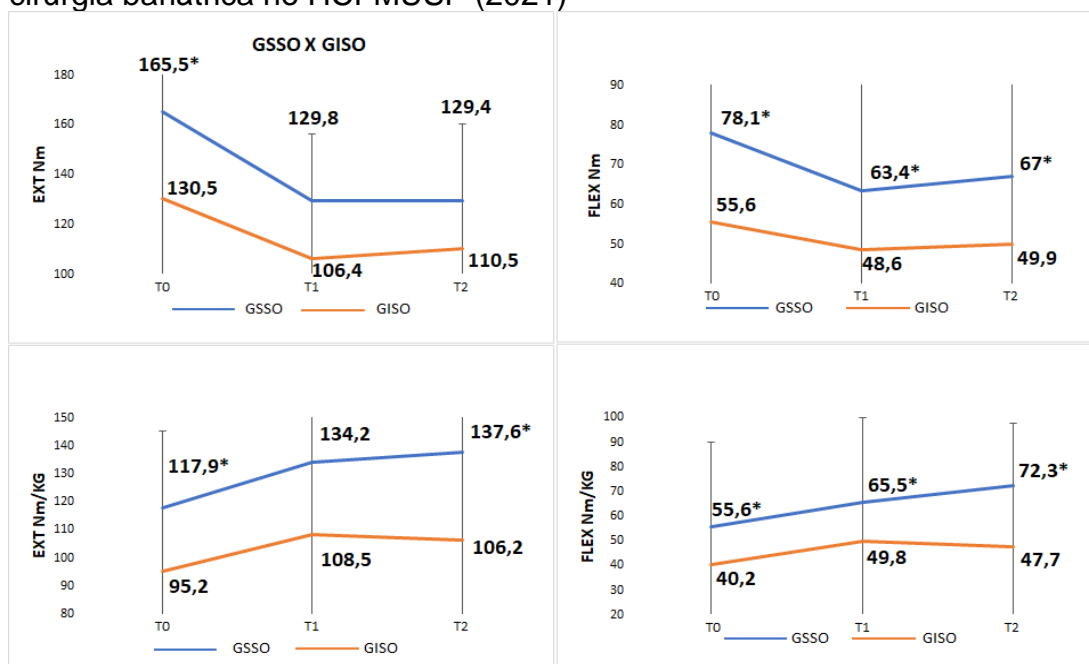 cirurgia bariátrica no HCFMUSP (2021)
GSSO X GISO
165,5*
180
160
140
120
100
EXT Nm
129,8
129,4
130,5
106,4
110,5
T0
T1
T2
GSSO
GISO
90
80
70
60
50
40
FLEX Nm
78,1*
63,4*
67*
55,6
48,6
49,9
T0
T1
T2
GSSO
GISO
150
140
130
120
110
100
90
80
EXT Nm/KG
117,9*
134,2
137,6*
95,2
108,5
106,2
T0
T1
T2
GSSO
GISO
100
90
80
70
60
50
40
30
20
FLEX Nm/KG
55,6*
65,5*
72,3*
40,2
49,8
47,7
T0
T1
T2
GSSO
GISO